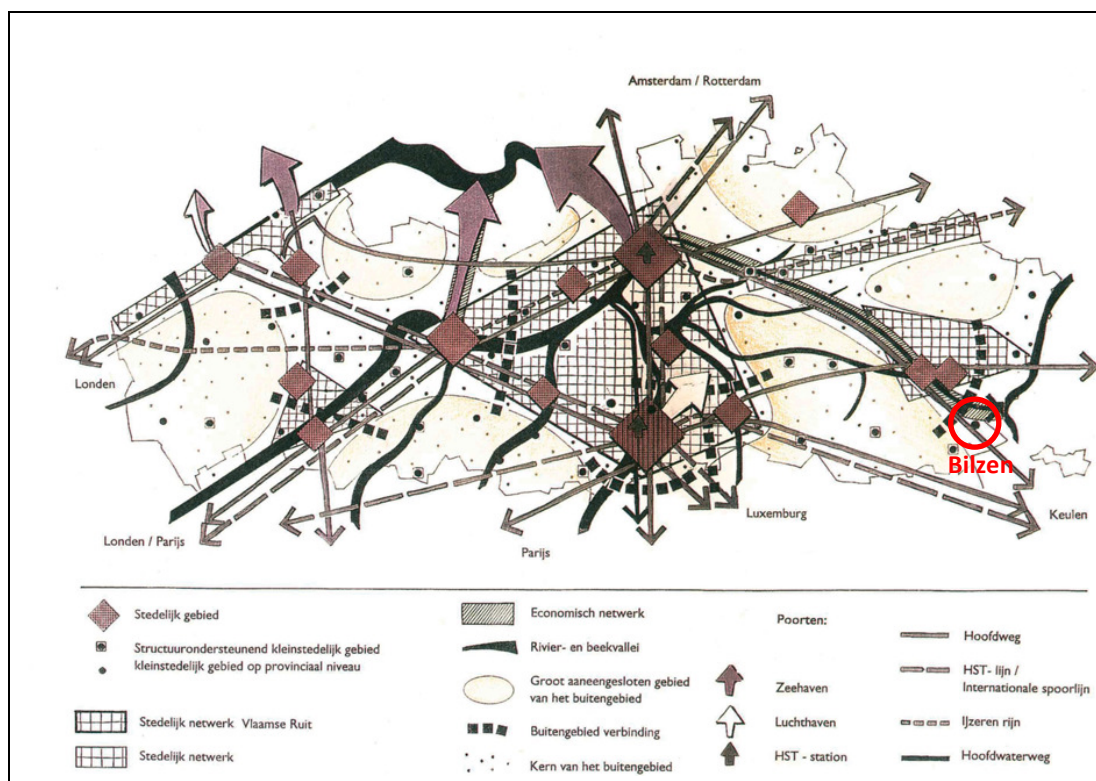 Amsterdam / Rotterdam
Londen
Bilzen
Luxemburg
Keulen
Londen / Parijs
Parijs
Stedelijk gebied
Structuurondersteunend kleinstedelijk gebied
kleinstedelijk gebied op provinciaal niveau
Stedelijk netwerk Vlaamse Ruit
Stedelijk netwerk
Economisch netwerk
Rivier- en beekvallei
Groot aaneengesloten gebied
van het buitengebied
Buitengebied verbinding
Kern van het buitengebied
Poorten:
Zeehaven
Luchthaven
HST - station
Hoofdweg
HST- lijn /
Internationale spoorlijn
IJzeren rijn
Hoofdwaterweg